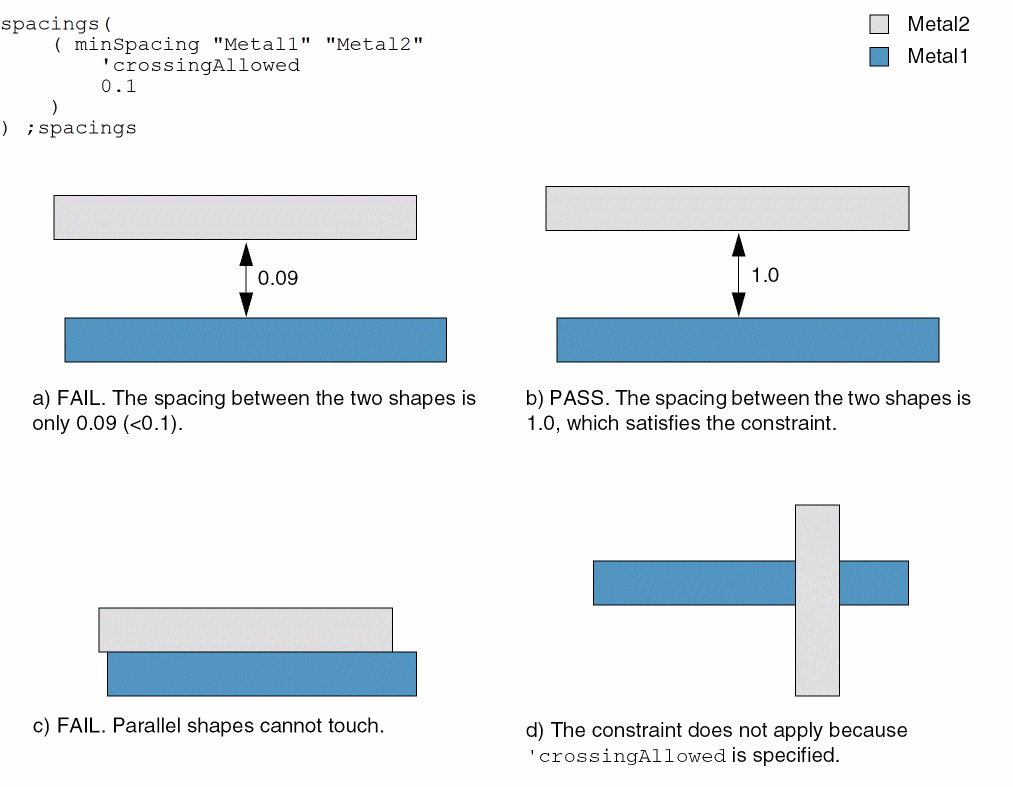 spacings(
( minSpacing "Metal1" "Metal2"
'crossingAllowed
0.1
)
) ;spacings
Metal2
Metal1
0.09
1.0
a) FAIL. The spacing between the two shapes is
only 0.09 (<0.1).
b) PASS. The spacing between the two shapes is
1.0, which satisfies the constraint.
c) FAIL. Parallel shapes cannot touch.
d) The constraint does not apply because
'crossingAllowed is specified.